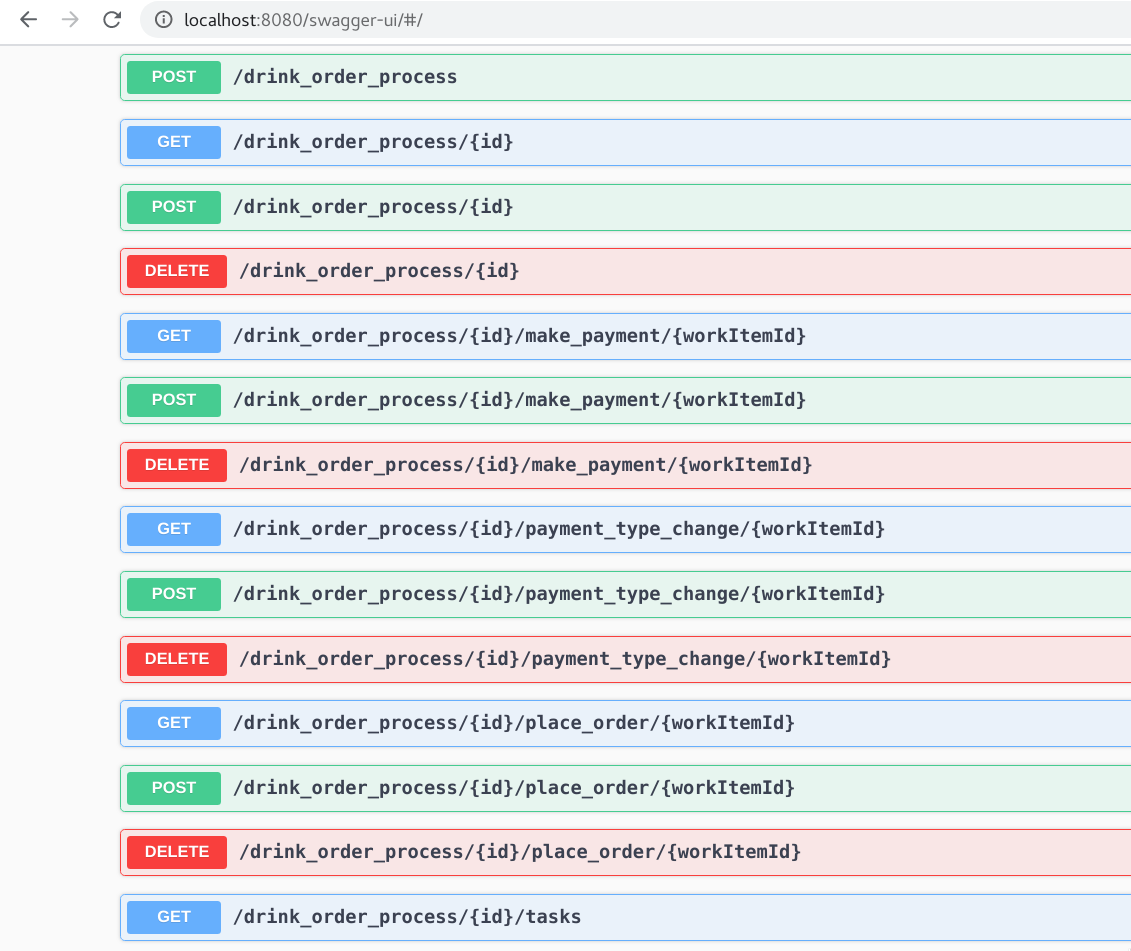 localhost:8080/swagger-ui/#/
POST /drink_order_process
GET /drink_order_process/{id}
POST /drink_order_process/{id}
DELETE /drink_order_process/{id}
GET /drink_order_process/{id}/make_payment/{workItemId}
POST /drink_order_process/{id}/make_payment/{workItemId}
DELETE /drink_order_process/{id}/make_payment/{workItemId}
GET /drink_order_process/{id}/payment_type_change/{workItemId}
POST /drink_order_process/{id}/payment_type_change/{workItemId}
DELETE /drink_order_process/{id}/payment_type_change/{workItemId}
GET /drink_order_process/{id}/place_order/{workItemId}
POST /drink_order_process/{id}/place_order/{workItemId}
DELETE /drink_order_process/{id}/place_order/{workItemId}
GET /drink_order_process/{id}/tasks